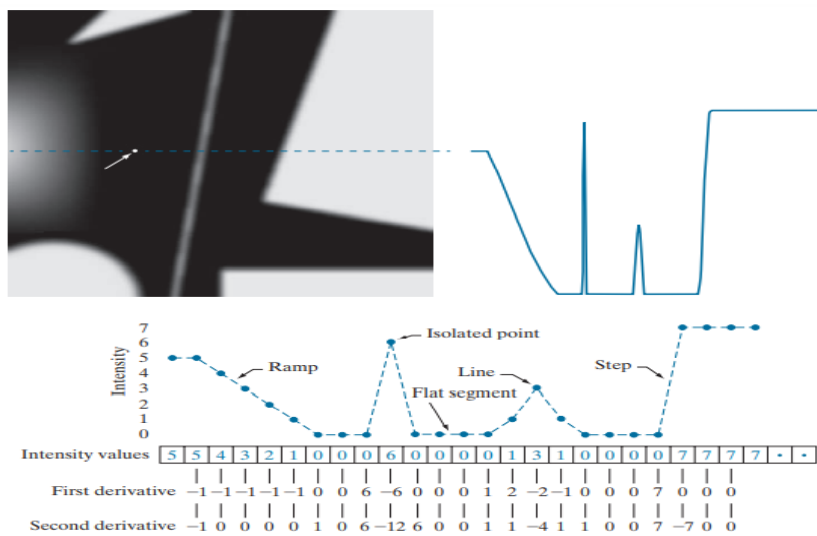 7
6
5
4
3
2
1
0
Intensity
Ramp
Isolated point
Line
Flat segment
Step
Intensity values 5 5 4 3 2 1 0 0 0 6 0 0 0 0 1 3 1 0 0 0 0 7 7 7 7 · ·
First derivative −1 −1 −1 −1 −1 0 0 6 −6 0 0 0 1 2 −2 −1 0 0 0 7 0 0 0
Second derivative −1 0 0 0 0 1 0 6 −12 6 0 0 1 1 −4 1 1 0 0 7 −7 0 0